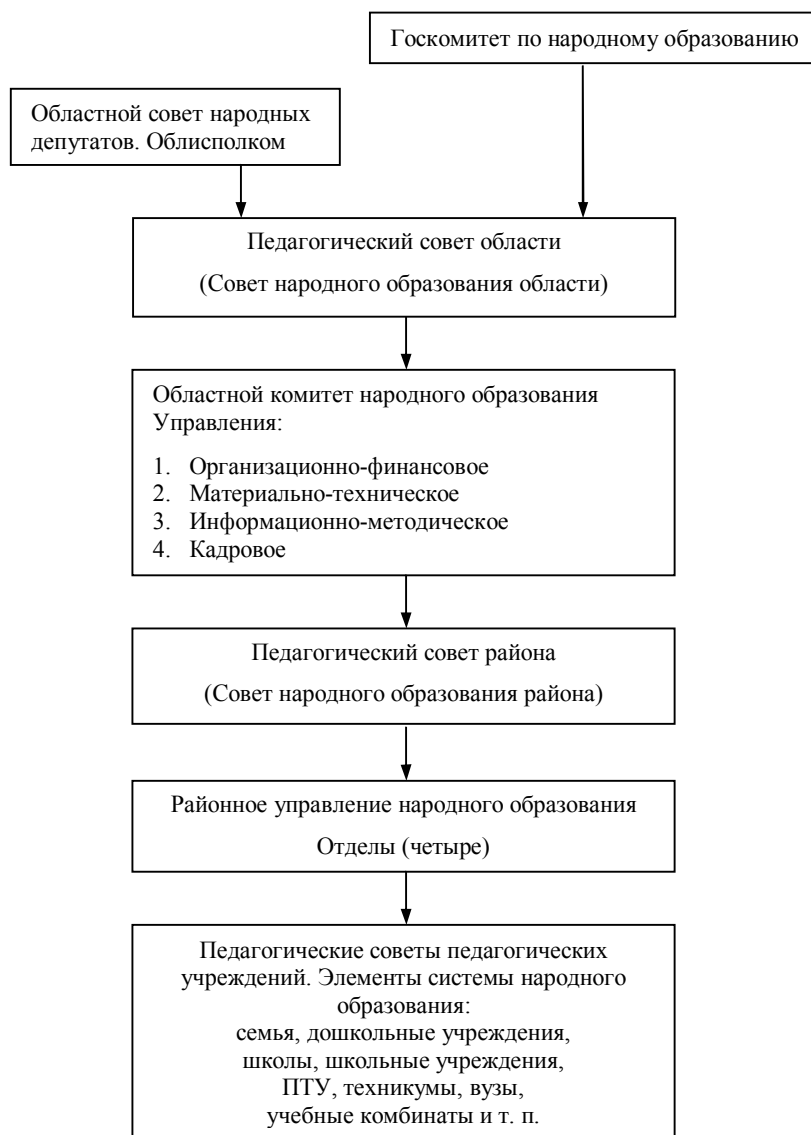 Госкомитет по народному образованию
Областной совет народных
депутатов. Облисполком
Педагогический совет области
(Совет народного образования области)
Областной комитет народного образования
Управления:
1. Организационно-финансовое
2. Материально-техническое
3. Информационно-методическое
4. Кадровое
Педагогический совет района
(Совет народного образования района)
Районное управление народного образования
Отделы (четыре)
Педагогические советы педагогических
учреждений. Элементы системы народного
образования:
семья, дошкольные учреждения,
школы, школьные учреждения,
ПТУ, техникумы, вузы,
учебные комбинаты и т. п.